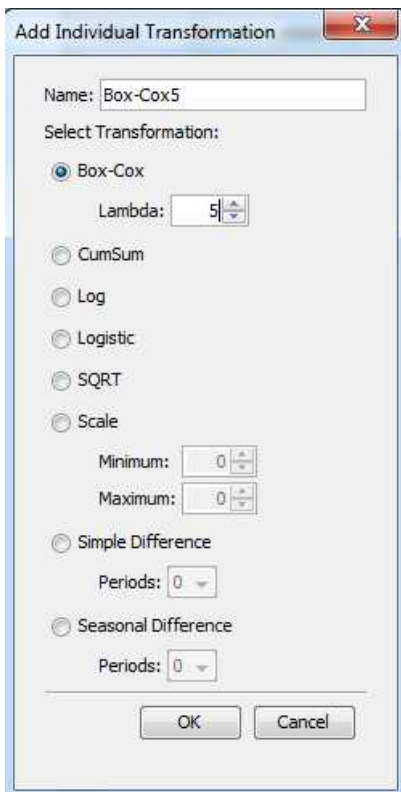 Add Individual Transformation
Name: Box-Cox5
Select Transformation:
Box-Cox
Lambda: 5
CumSum
Log
Logistic
SQRT
Scale
Minimum: 0
Maximum: 0
Simple Difference
Periods: 0
Seasonal Difference
Periods: 0
OK Cancel